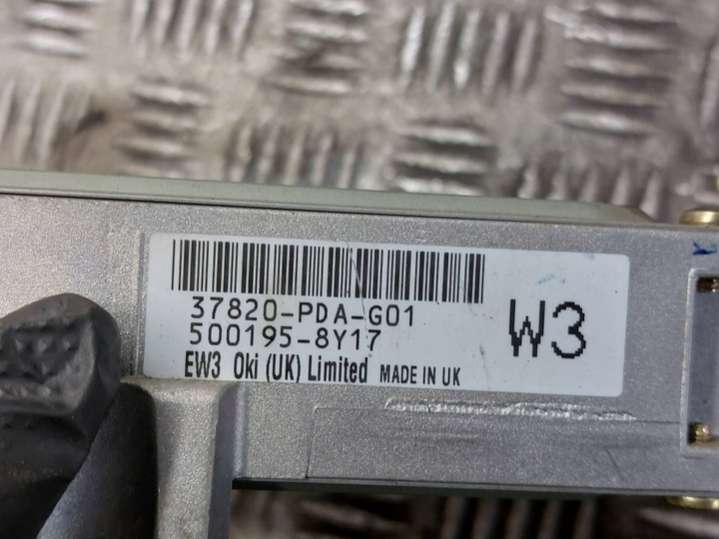 37820-PDA-G01
500195-8Y17
W3
EW3 Oki (UK) Limited MADE IN UK